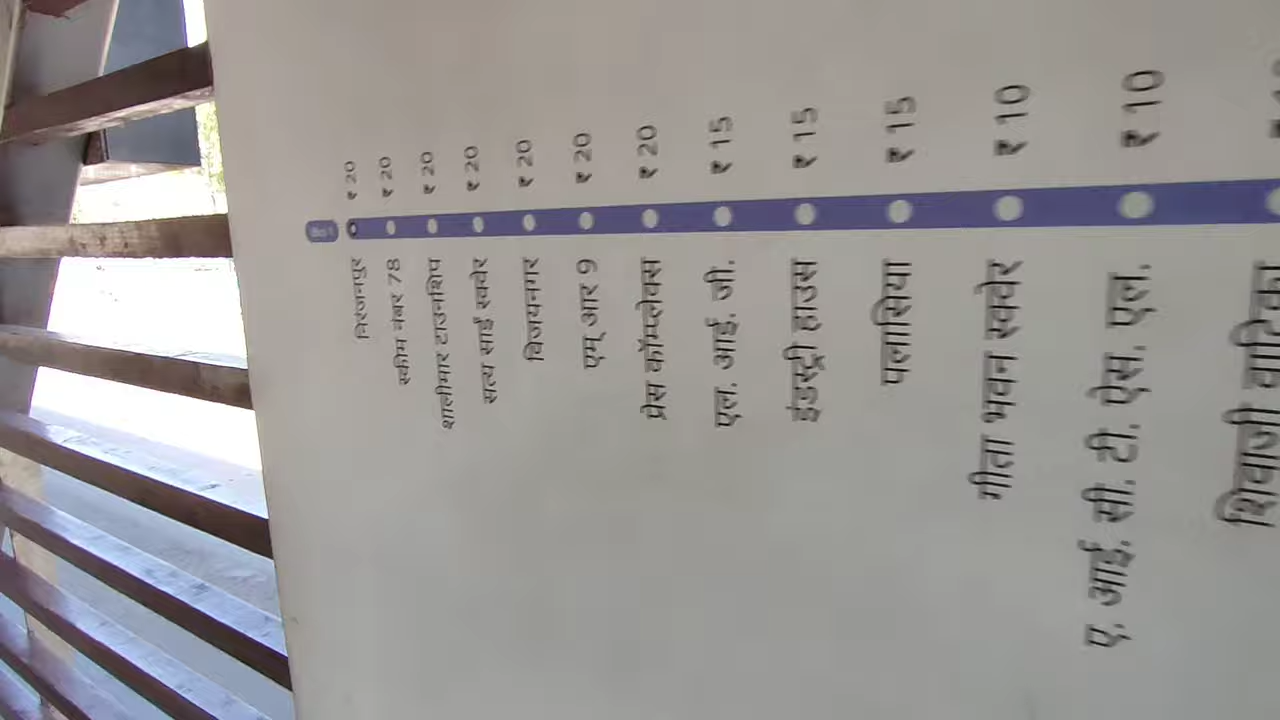 निरंजनपुर ₹ 20
स्कीम नंबर 78 ₹ 20
शालीमार टाउनशिप ₹ 20
सत्य साईं स्क्वेर ₹ 20
विजयनगर ₹ 20
एम् आर 9 ₹ 20
प्रेस कॉम्प्लेक्स ₹ 20
एल. आई. जी. ₹ 15
इंडस्ट्री हाउस ₹ 15
पलासिया ₹ 15
गीता भवन स्क्वेर ₹ 10
ए. आई. सी. टी. ऐस. एल. ₹ 10
शिवाजी वाटिका